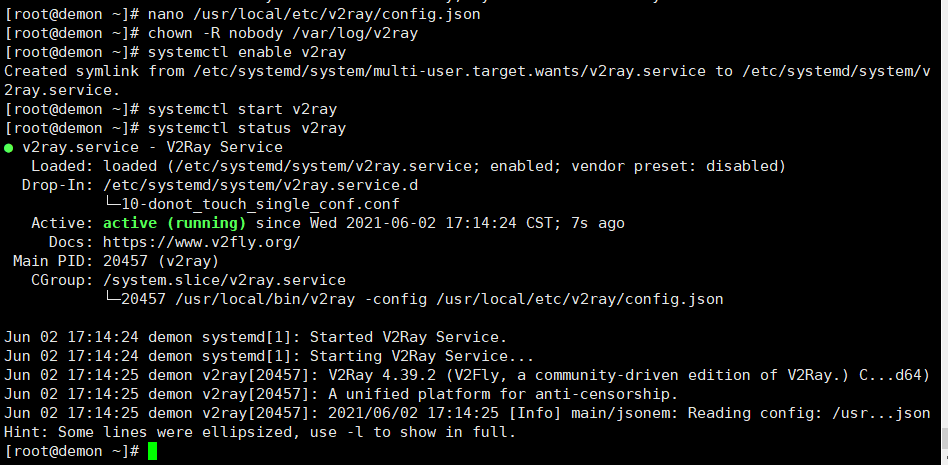 [root@demon ~]# nano /usr/local/etc/v2ray/config.json
[root@demon ~]# chown -R nobody /var/log/v2ray
[root@demon ~]# systemctl enable v2ray
Created symlink from /etc/systemd/system/multi-user.target.wants/v2ray.service to /etc/systemd/system/v
2ray.service.
[root@demon ~]# systemctl start v2ray
[root@demon ~]# systemctl status v2ray
● v2ray.service - V2Ray Service
   Loaded: loaded (/etc/systemd/system/v2ray.service; enabled; vendor preset: disabled)
  Drop-In: /etc/systemd/system/v2ray.service.d
           └─10-donot_touch_single_conf.conf
   Active: active (running) since Wed 2021-06-02 17:14:24 CST; 7s ago
     Docs: https://www.v2fly.org/
 Main PID: 20457 (v2ray)
   CGroup: /system.slice/v2ray.service
           └─20457 /usr/local/bin/v2ray -config /usr/local/etc/v2ray/config.json

Jun 02 17:14:24 demon systemd[1]: Started V2Ray Service.
Jun 02 17:14:24 demon systemd[1]: Starting V2Ray Service...
Jun 02 17:14:25 demon v2ray[20457]: V2Ray 4.39.2 (V2Fly, a community-driven edition of V2Ray.) C...d64)
Jun 02 17:14:25 demon v2ray[20457]: A unified platform for anti-censorship.
Jun 02 17:14:25 demon v2ray[20457]: 2021/06/02 17:14:25 [Info] main/jsonem: Reading config: /usr...json
Hint: Some lines were ellipsized, use -l to show in full.
[root@demon ~]#